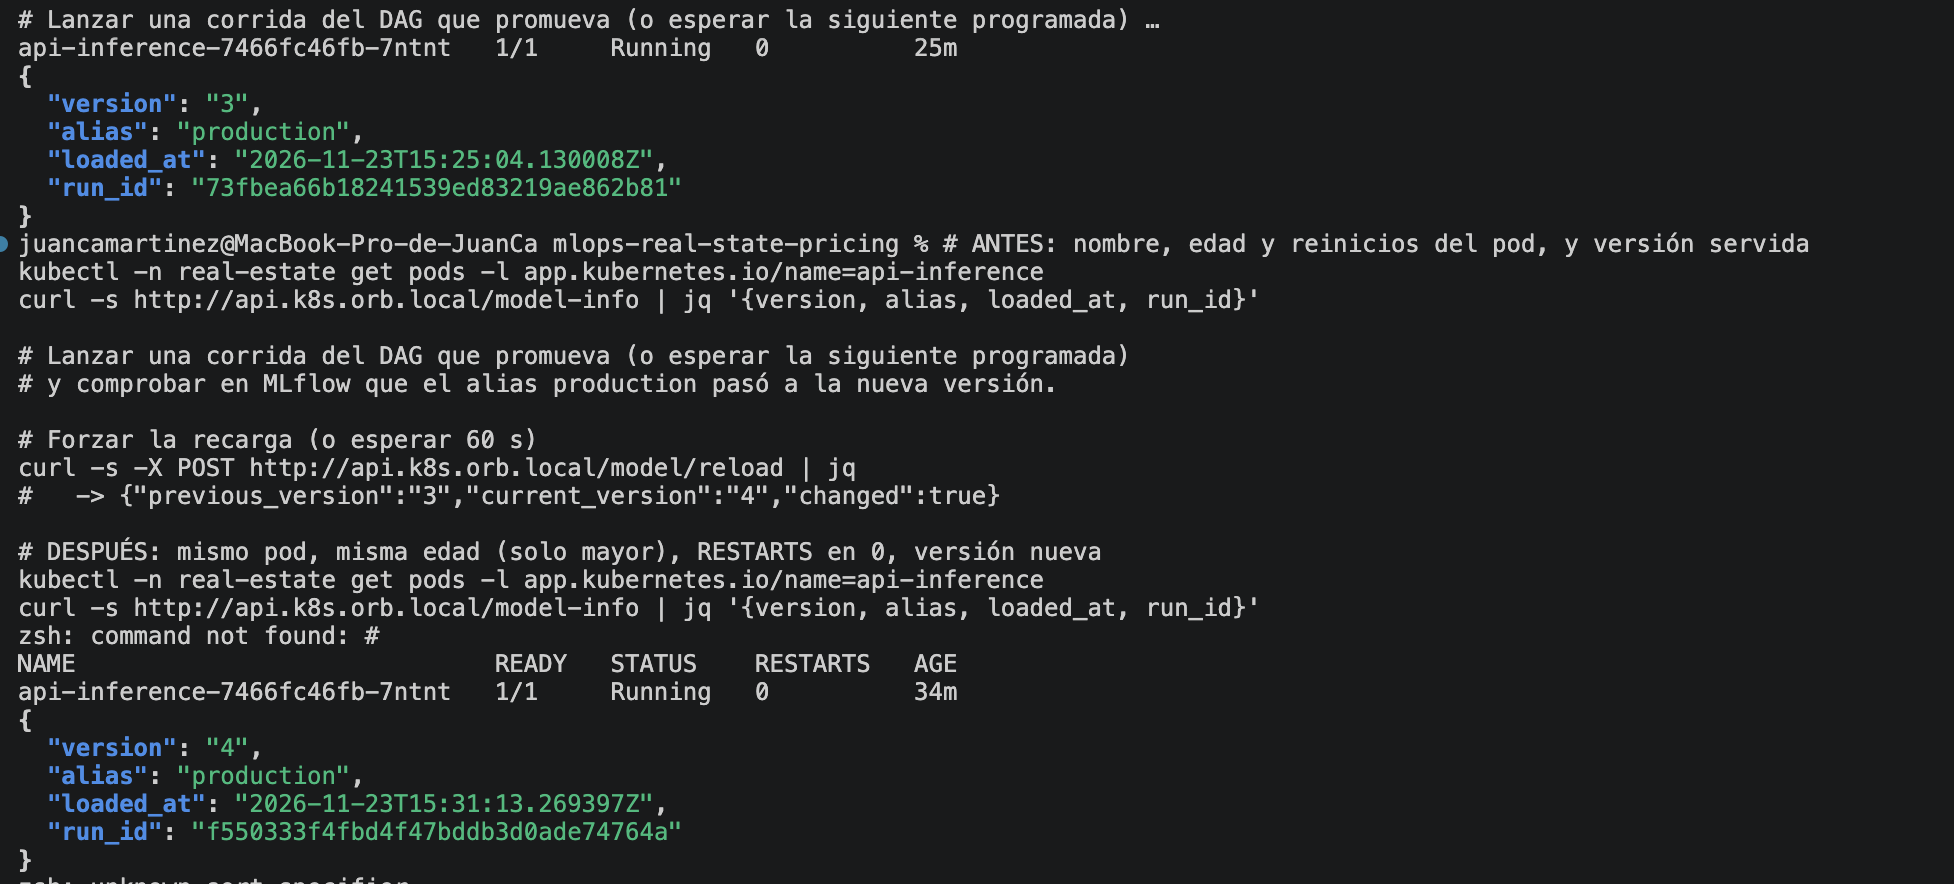 # Lanzar una corrida del DAG que promueva (o esperar la siguiente programada) …
api-inference-7466fc46fb-7ntnt   1/1     Running   0          25m
{
  "version": "3",
  "alias": "production",
  "loaded_at": "2026-11-23T15:25:04.130008Z",
  "run_id": "73fbea66b18241539ed83219ae862b81"
}
juancamartinez@MacBook-Pro-de-JuanCa mlops-real-state-pricing % # ANTES: nombre, edad y reinicios del pod, y versión servida
kubectl -n real-estate get pods -l app.kubernetes.io/name=api-inference
curl -s http://api.k8s.orb.local/model-info | jq '{version, alias, loaded_at, run_id}'

# Lanzar una corrida del DAG que promueva (o esperar la siguiente programada)
# y comprobar en MLflow que el alias production pasó a la nueva versión.

# Forzar la recarga (o esperar 60 s)
curl -s -X POST http://api.k8s.orb.local/model/reload | jq
#   -> {"previous_version":"3","current_version":"4","changed":true}

# DESPUÉS: mismo pod, misma edad (solo mayor), RESTARTS en 0, versión nueva
kubectl -n real-estate get pods -l app.kubernetes.io/name=api-inference
curl -s http://api.k8s.orb.local/model-info | jq '{version, alias, loaded_at, run_id}'
zsh: command not found: #
NAME                             READY   STATUS    RESTARTS   AGE
api-inference-7466fc46fb-7ntnt   1/1     Running   0          34m
{
  "version": "4",
  "alias": "production",
  "loaded_at": "2026-11-23T15:31:13.269397Z",
  "run_id": "f550333f4fbd4f47bddb3d0ade74764a"
}
zsh: unknown sort specifier